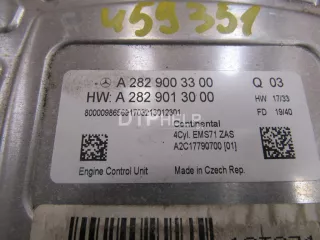 459351
A 282 900 33 00 Q 03
HW: A 282 901 30 00 HW 17/33
FD 19/40
Continental
4Cyl. EMS71 ZAS
A2C17790700 [01]
Engine Control Unit Made in Czech Rep.